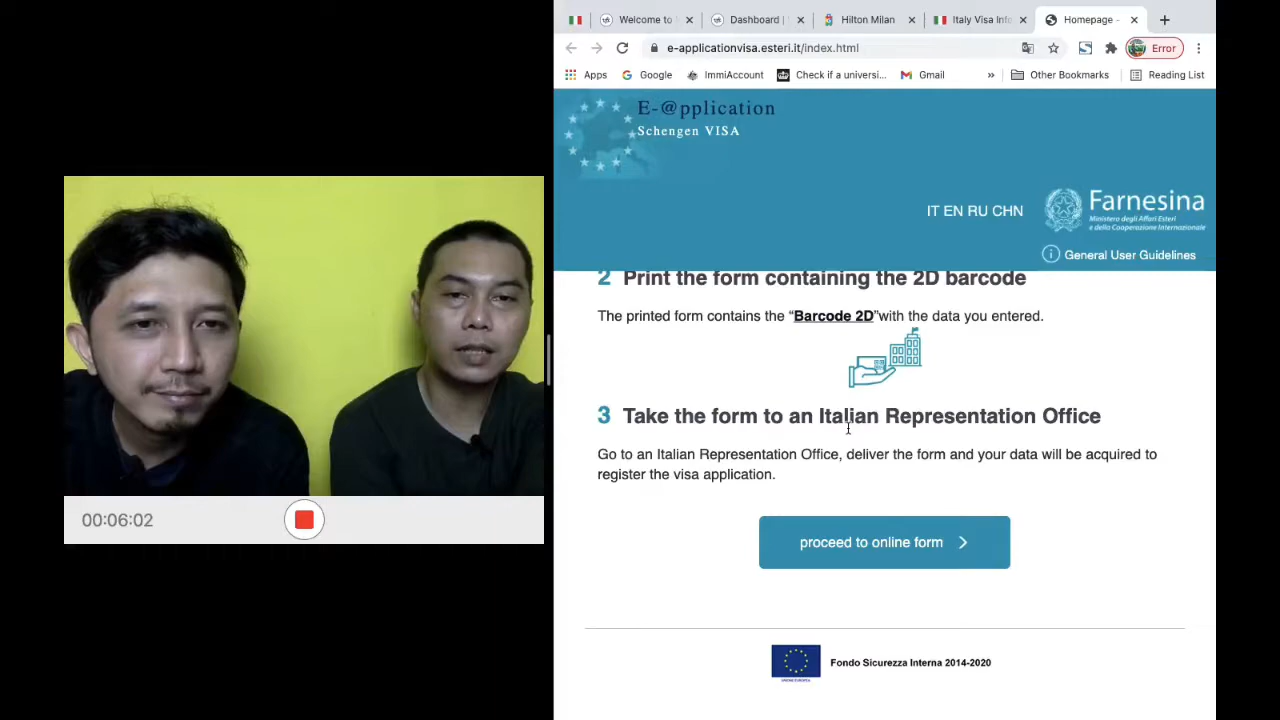 Welcome to
Dashboard |
Hilton Milan
Italy Visa Info
Homepage -
e-applicationvisa.esteri.it/index.html
Error
Apps
Google
ImmiAccount
Check if a universi...
Gmail
»
Other Bookmarks
Reading List
E-@pplication
Schengen VISA
IT EN RU CHN
Farnesina
Ministero degli Affari Esteri
e della Cooperazione Internazionale
General User Guidelines
2 Print the form containing the 2D barcode
The printed form contains the “Barcode 2D”with the data you entered.
3 Take the form to an Italian Representation Office
Go to an Italian Representation Office, deliver the form and your data will be acquired to
register the visa application.
proceed to online form
Fondo Sicurezza Interna 2014-2020
00:06:02